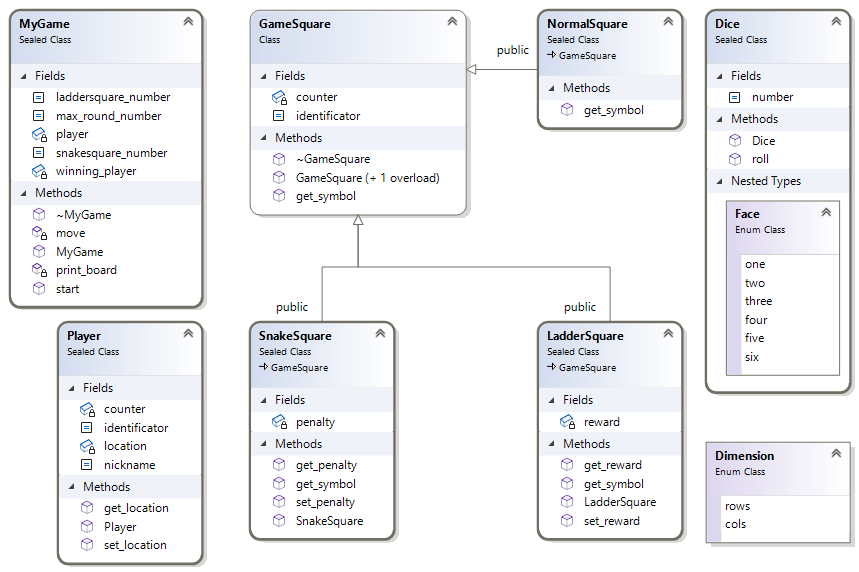 MyGame
Sealed Class
Fields
laddersquare_number
max_round_number
player
snakesquare_number
winning_player
Methods
~MyGame
move
MyGame
print_board
start
GameSquare
Class
Fields
counter
identificator
Methods
~GameSquare
GameSquare (+ 1 overload)
get_symbol
public
NormalSquare
Sealed Class
GameSquare
Methods
get_symbol
Dice
Sealed Class
Fields
number
Methods
Dice
roll
Nested Types
Face
Enum Class
one
two
three
four
five
six
Player
Sealed Class
Fields
counter
identificator
location
nickname
Methods
get_location
Player
set_location
public
SnakeSquare
Sealed Class
GameSquare
Fields
penalty
Methods
get_penalty
get_symbol
set_penalty
SnakeSquare
public
LadderSquare
Sealed Class
GameSquare
Fields
reward
Methods
get_reward
get_symbol
LadderSquare
set_reward
Dimension
Enum Class
rows
cols